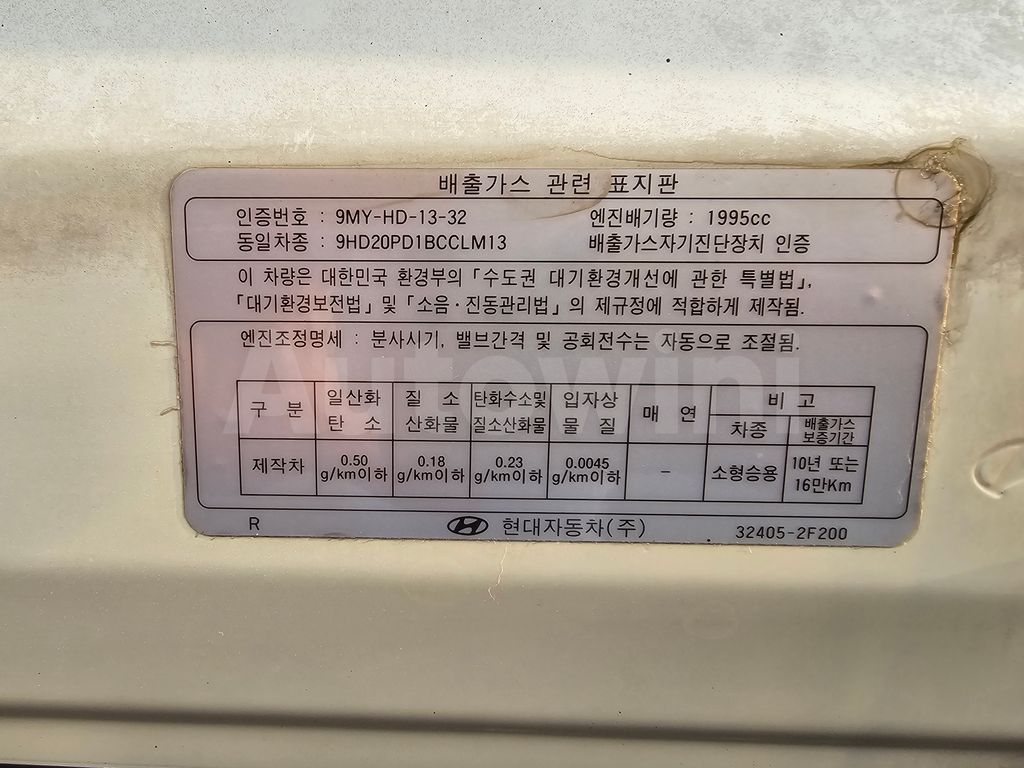 배출가스 관련 표지판
인증번호 : 9MY-HD-13-32 엔진배기량 : 1995cc
동일차종 : 9HD20PD1BCCLM13 배출가스자기진단장치 인증
이 차량은 대한민국 환경부의 「수도권 대기환경개선에 관한 특별법」,
「대기환경보전법」 및 「소음·진동관리법」의 제규정에 적합하게 제작됨.
엔진조정명세 : 분사시기, 밸브간격 및 공회전수는 자동으로 조절됨.
구 분 일산화탄소 질소산화물 탄화수소및질소산화물 입자상물질 매 연 비 고
차종 배출가스보증기간
제작차 0.50 g/km이하 0.18 g/km이하 0.23 g/km이하 0.0045 g/km이하 - 소형승용 10년 또는 16만Km
R 현대자동차(주) 32405-2F200
Autowini